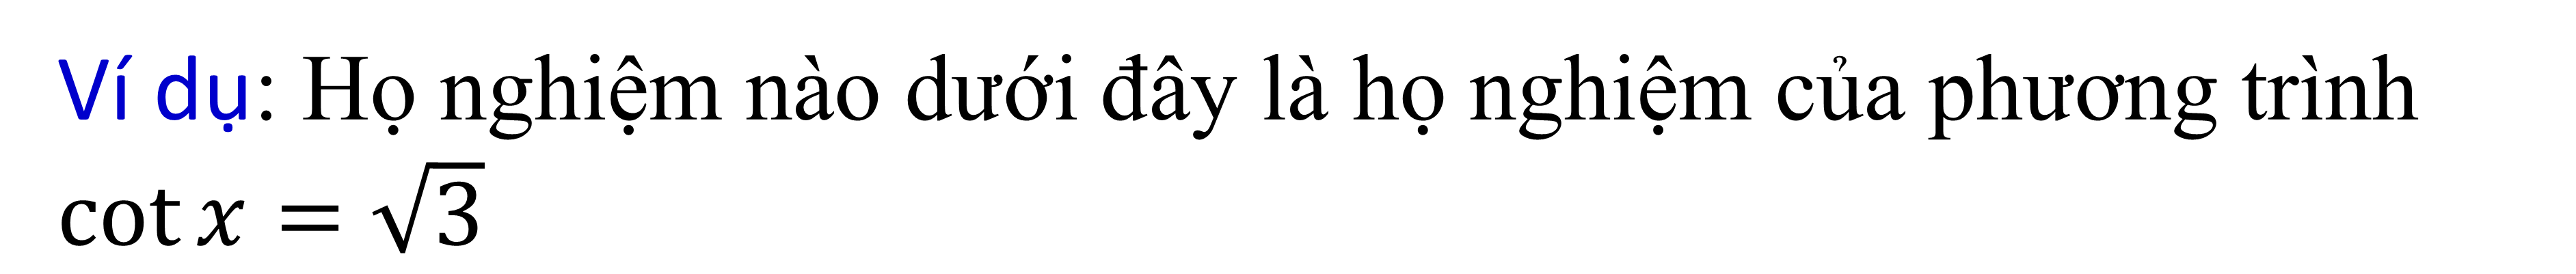 Ví dụ: Họ nghiệm nào dưới đây là họ nghiệm của phương trình
cot x = √3